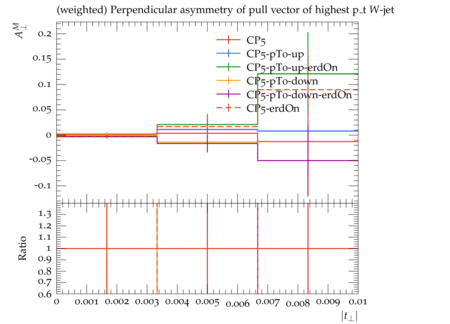 (weighted) Perpendicular asymmetry of pull vector of highest p_t W-jet
A^M_⊥
0.2
0.15
0.1
0.05
0
-0.05
-0.1
CP5
CP5-pTo-up
CP5-pTo-up-erdOn
CP5-pTo-down
CP5-pTo-down-erdOn
CP5-erdOn
Ratio
1.3
1.2
1.1
1
0.9
0.8
0.7
0.6
0 0.001 0.002 0.003 0.004 0.005 0.006 0.007 0.008 0.009 0.01
|t_⊥|